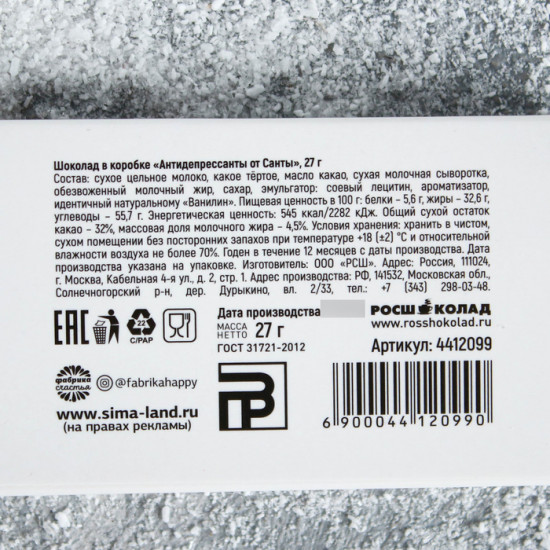 Шоколад в коробке «Антидепрессанты от Санты», 27 г
Состав: сухое цельное молоко, какое тёртое, масло какао, сухая молочная сыворотка,
обезвоженный молочный жир, сахар, эмульгатор: соевый лецитин, ароматизатор,
идентичный натуральному «Ванилин». Пищевая ценность в 100 г: белки – 5,6 г, жиры – 32,6 г,
углеводы – 55,7 г. Энергетическая ценность: 545 ккал/2282 кДж. Общий сухой остаток
какао – 32%, массовая доля молочного жира – 4,5%. Условия хранения: хранить в чистом,
сухом помещении без посторонних запахов при температуре +18 (±2) °С и относительной
влажности воздуха не более 70%. Годен в течение 12 месяцев с даты производства. Дата
производства указана на упаковке. Изготовитель: ООО «РСШ». Адрес: Россия, 111024,
г. Москва, Кабельная 4-я ул., д. 2, стр. 1. Адрес производства: РФ, 141532, Московская обл.,
Солнечногорский р-н, дер. Дурыкино, вл. 2/33, тел.: +7 (343) 298-03-48.
EAC
22
C/PAP
Дата производства
МАССА НЕТТО 27 г
ГОСТ 31721-2012
РОСШОКОЛАД
www.rosshokolad.ru
Артикул: 4412099
фабрика счастья
@fabrikahappy
www.sima-land.ru
(на правах рекламы)
6 900044 120990